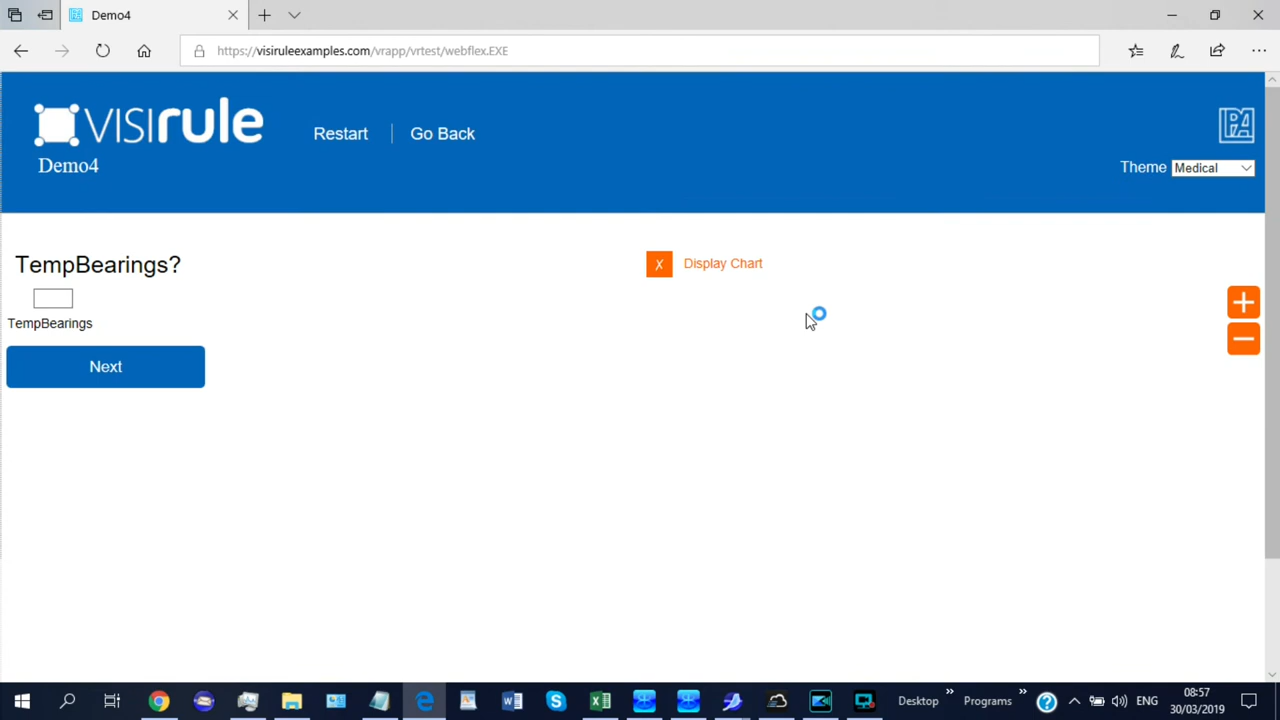 Demo4
https://visiruleexamples.com/vrapp/vrtest/webflex.EXE
VISIrule
Restart
Go Back
LPA
Demo4
Theme
Medical
TempBearings?
X
Display Chart
TempBearings
Next
Desktop
Programs
ENG
08:57
30/03/2019